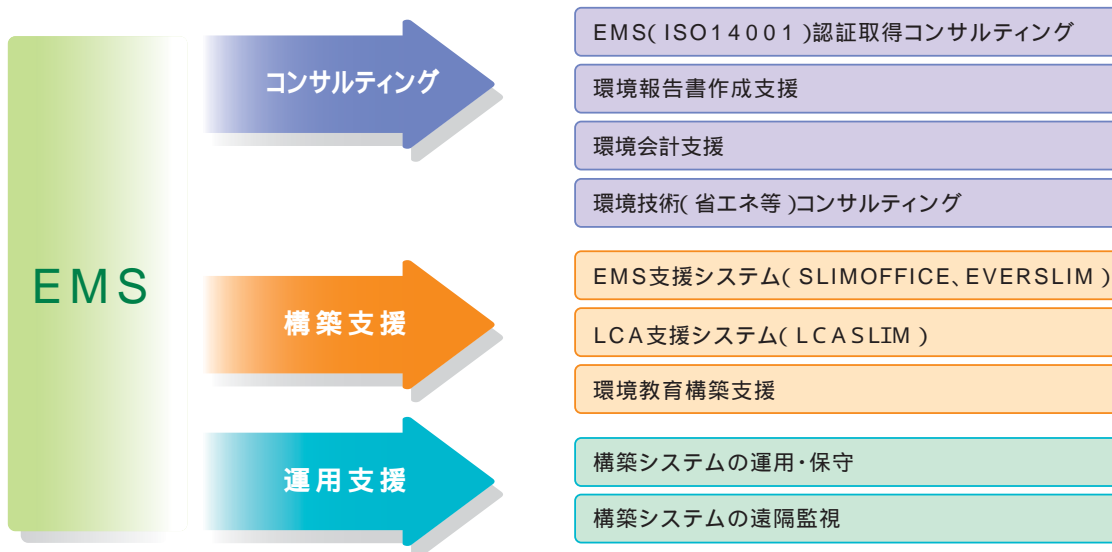 EMS
コンサルティング
EMS(ISO14001)認証取得コンサルティング
環境報告書作成支援
環境会計支援
環境技術(省エネ等)コンサルティング
構築支援
EMS支援システム(SLIMOFFICE、EVERSLIM)
LCA支援システム(LCASLIM)
環境教育構築支援
運用支援
構築システムの運用・保守
構築システムの遠隔監視